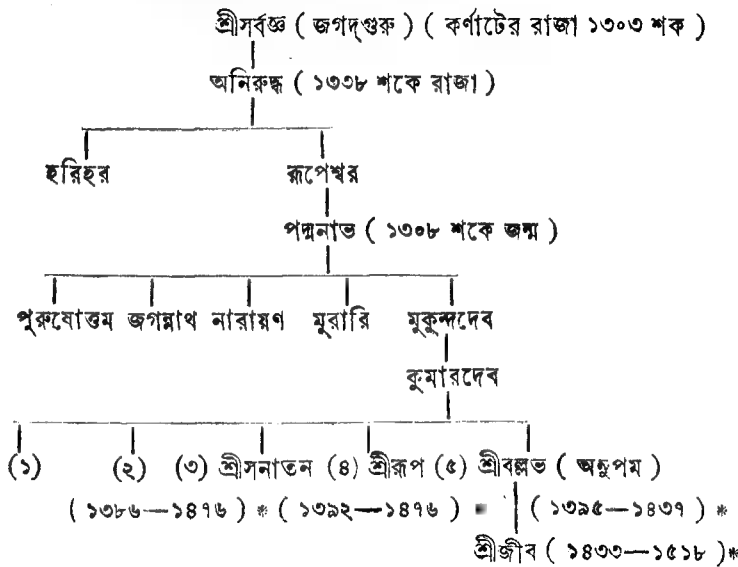 শ্রীসর্বজ্ঞ ( জগদ্‌গুরু ) ( কর্ণাটের রাজা ১৩০৩ শক )
অনিরুদ্ধ ( ১৩৩৮ শকে রাজা )
হরিহর রূপেশ্বর
পদ্মনাভ ( ১৩০৮ শকে জন্ম )
পুরুষোত্তম জগন্নাথ নারায়ণ মুরারি মুকুন্দদেব
কুমারদেব
(১) (২) (৩) শ্রীসনাতন (৪) শ্রীরূপ (৫) শ্রীবল্লভ ( অনুপম )
( ১৩৮৬—১৪৭৬ ) * ( ১৩৯২—১৪৭৬ ) * ( ১৩৯৫—১৪৩৭ ) *
শ্রীজীব ( ১৪৩৩—১৫১৮ )*